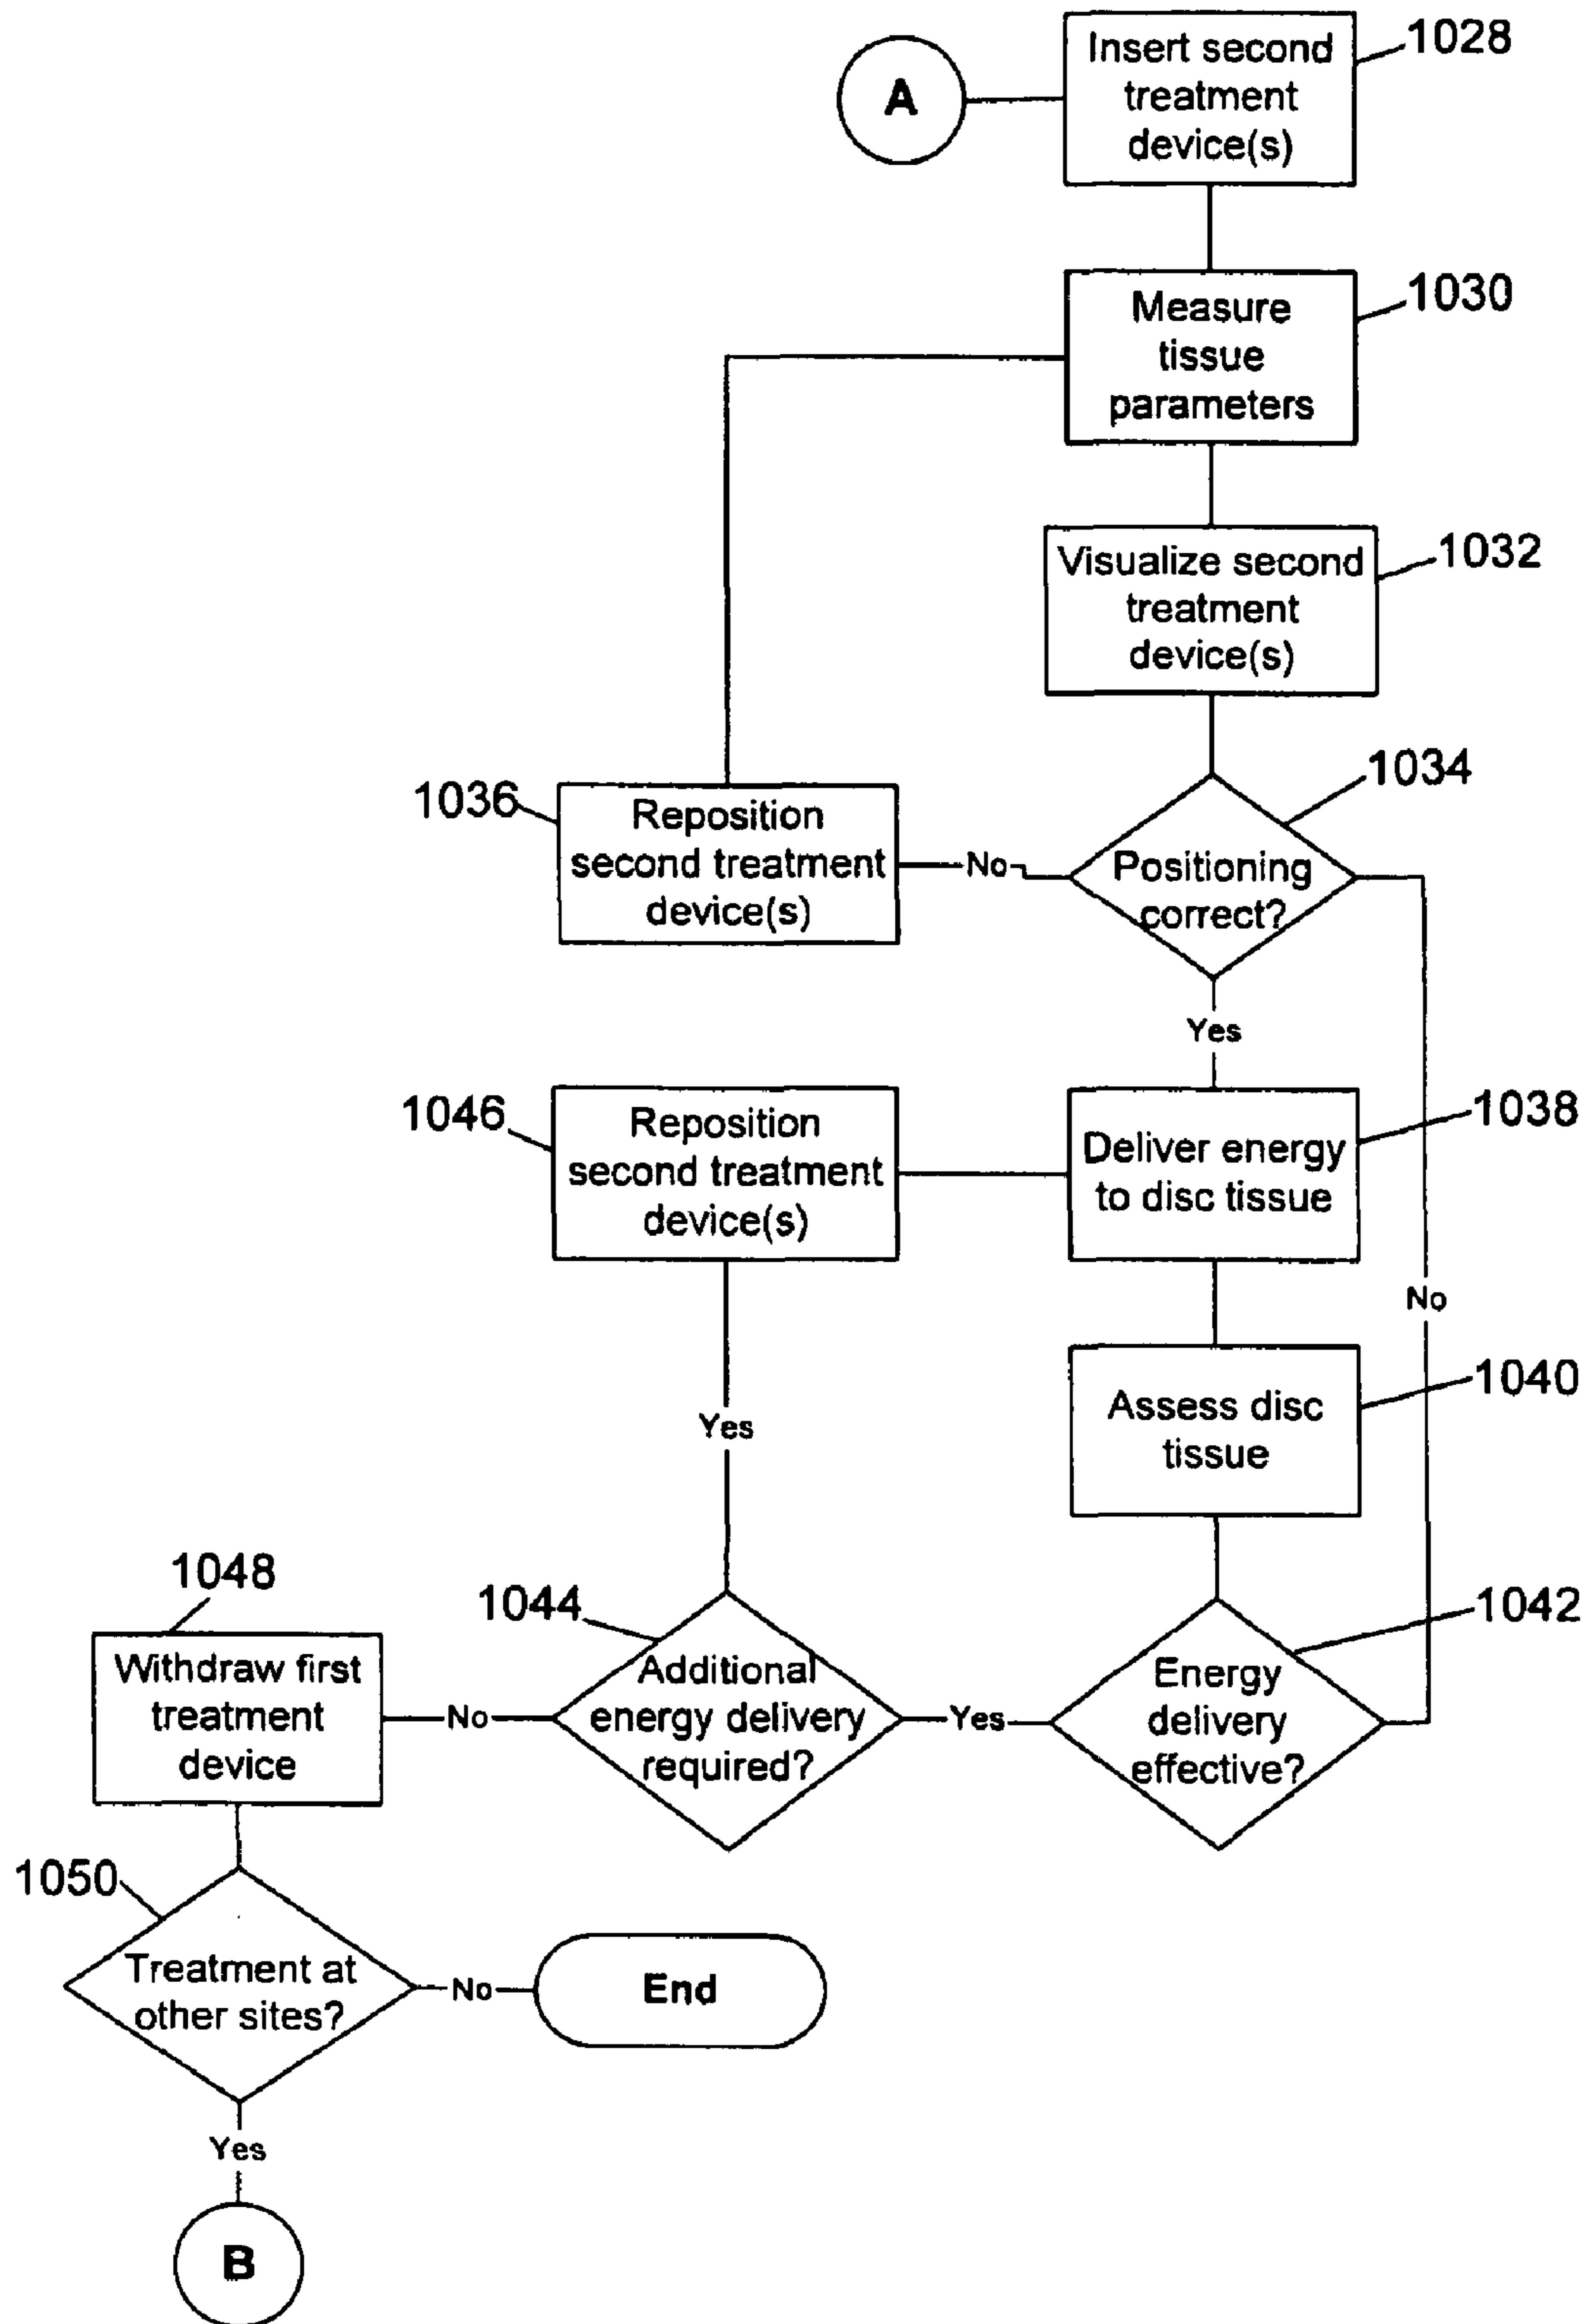 A
Insert second
treatment
device(s)
1028
Measure
tissue
parameters
1030
Visualize second
treatment
device(s)
1032
1034
Positioning
correct?
No
1036
Reposition
second treatment
device(s)
Yes
No
1046
Reposition
second treatment
device(s)
Deliver energy
to disc tissue
1038
Assess disc
tissue
1040
Yes
1042
Energy
delivery
effective?
Yes
1044
Additional
energy delivery
required?
No
1048
Withdraw first
treatment
device
1050
Treatment at
other sites?
No
End
Yes
B